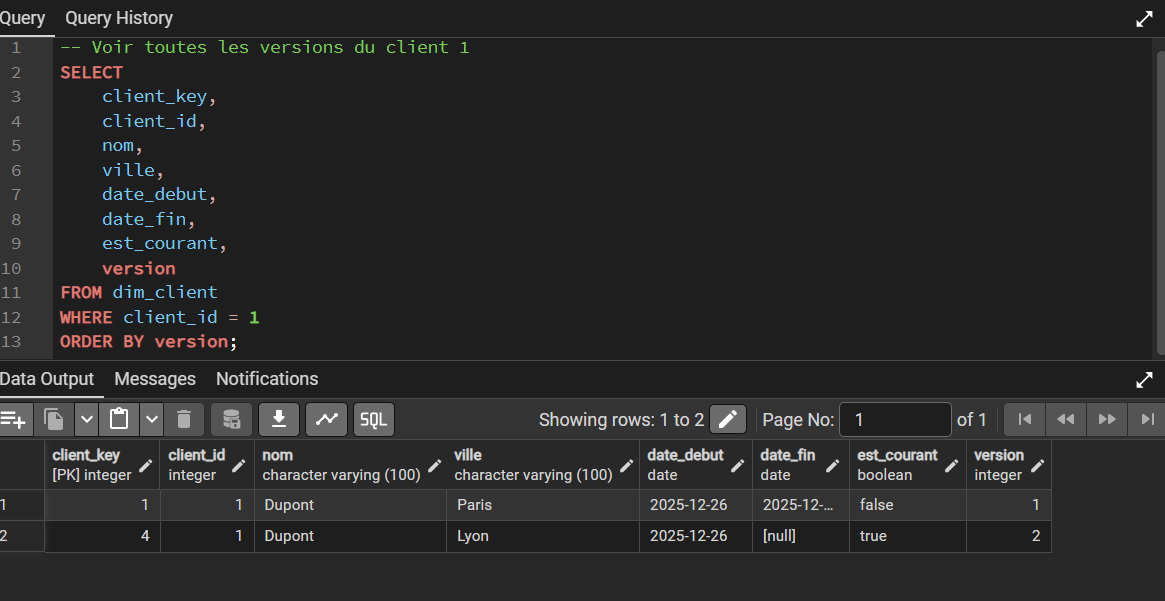 Query Query History
1 -- Voir toutes les versions du client 1
2 SELECT
3 client_key,
4 client_id,
5 nom,
6 ville,
7 date_debut,
8 date_fin,
9 est_courant,
10 version
11 FROM dim_client
12 WHERE client_id = 1
13 ORDER BY version;
Data Output Messages Notifications
SQL Showing rows: 1 to 2 Page No: 1 of 1
client_key client_id nom ville date_debut date_fin est_courant version
[PK] integer integer character varying (100) character varying (100) date date boolean integer
1 1 1 Dupont Paris 2025-12-26 2025-12-... false 1
2 4 1 Dupont Lyon 2025-12-26 [null] true 2